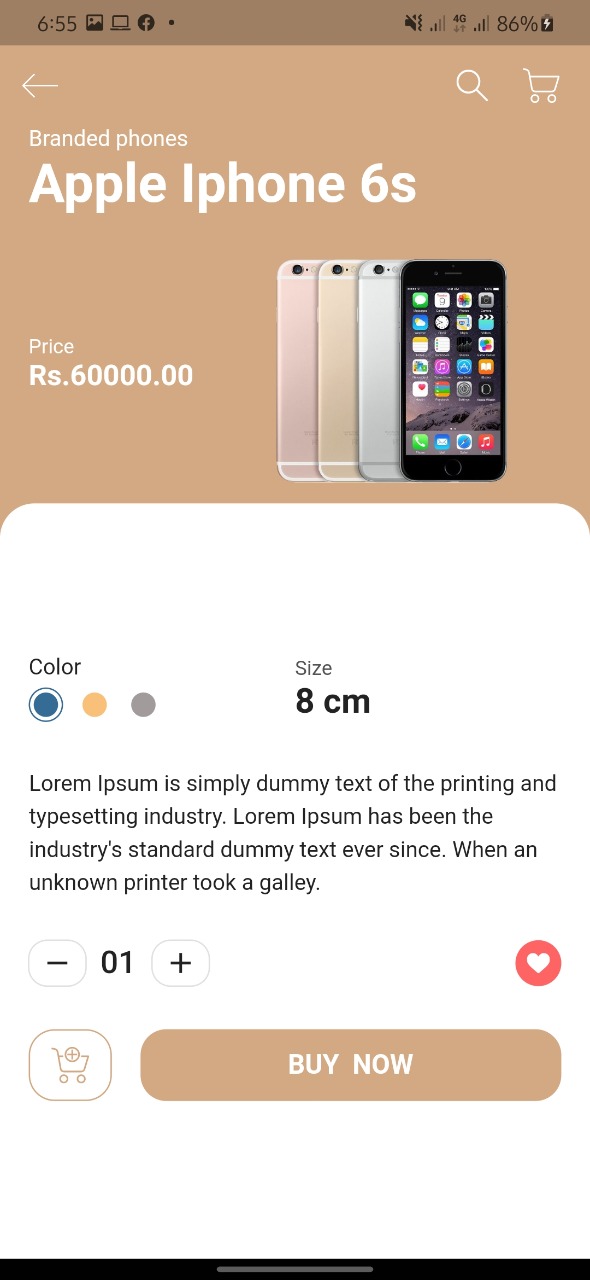 6:55
4G
86%
Branded phones
Apple Iphone 6s
Price
Rs.60000.00
Color
Size
8 cm
Lorem Ipsum is simply dummy text of the printing and
typesetting industry. Lorem Ipsum has been the
industry's standard dummy text ever since. When an
unknown printer took a galley.
01
BUY NOW